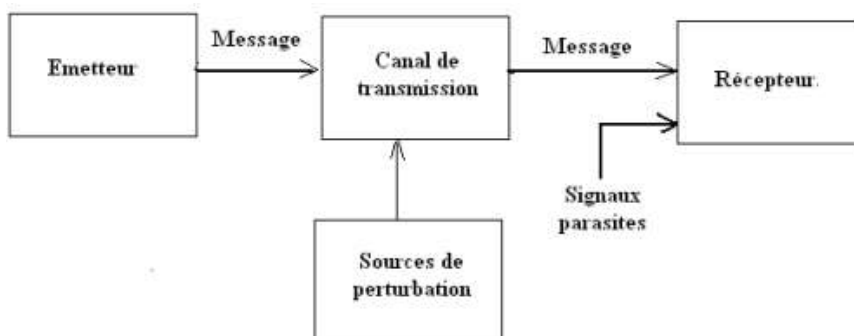 Emetteur
Message
Canal de
transmission
Message
Récepteur.
Signaux
parasites
Sources de
perturbation